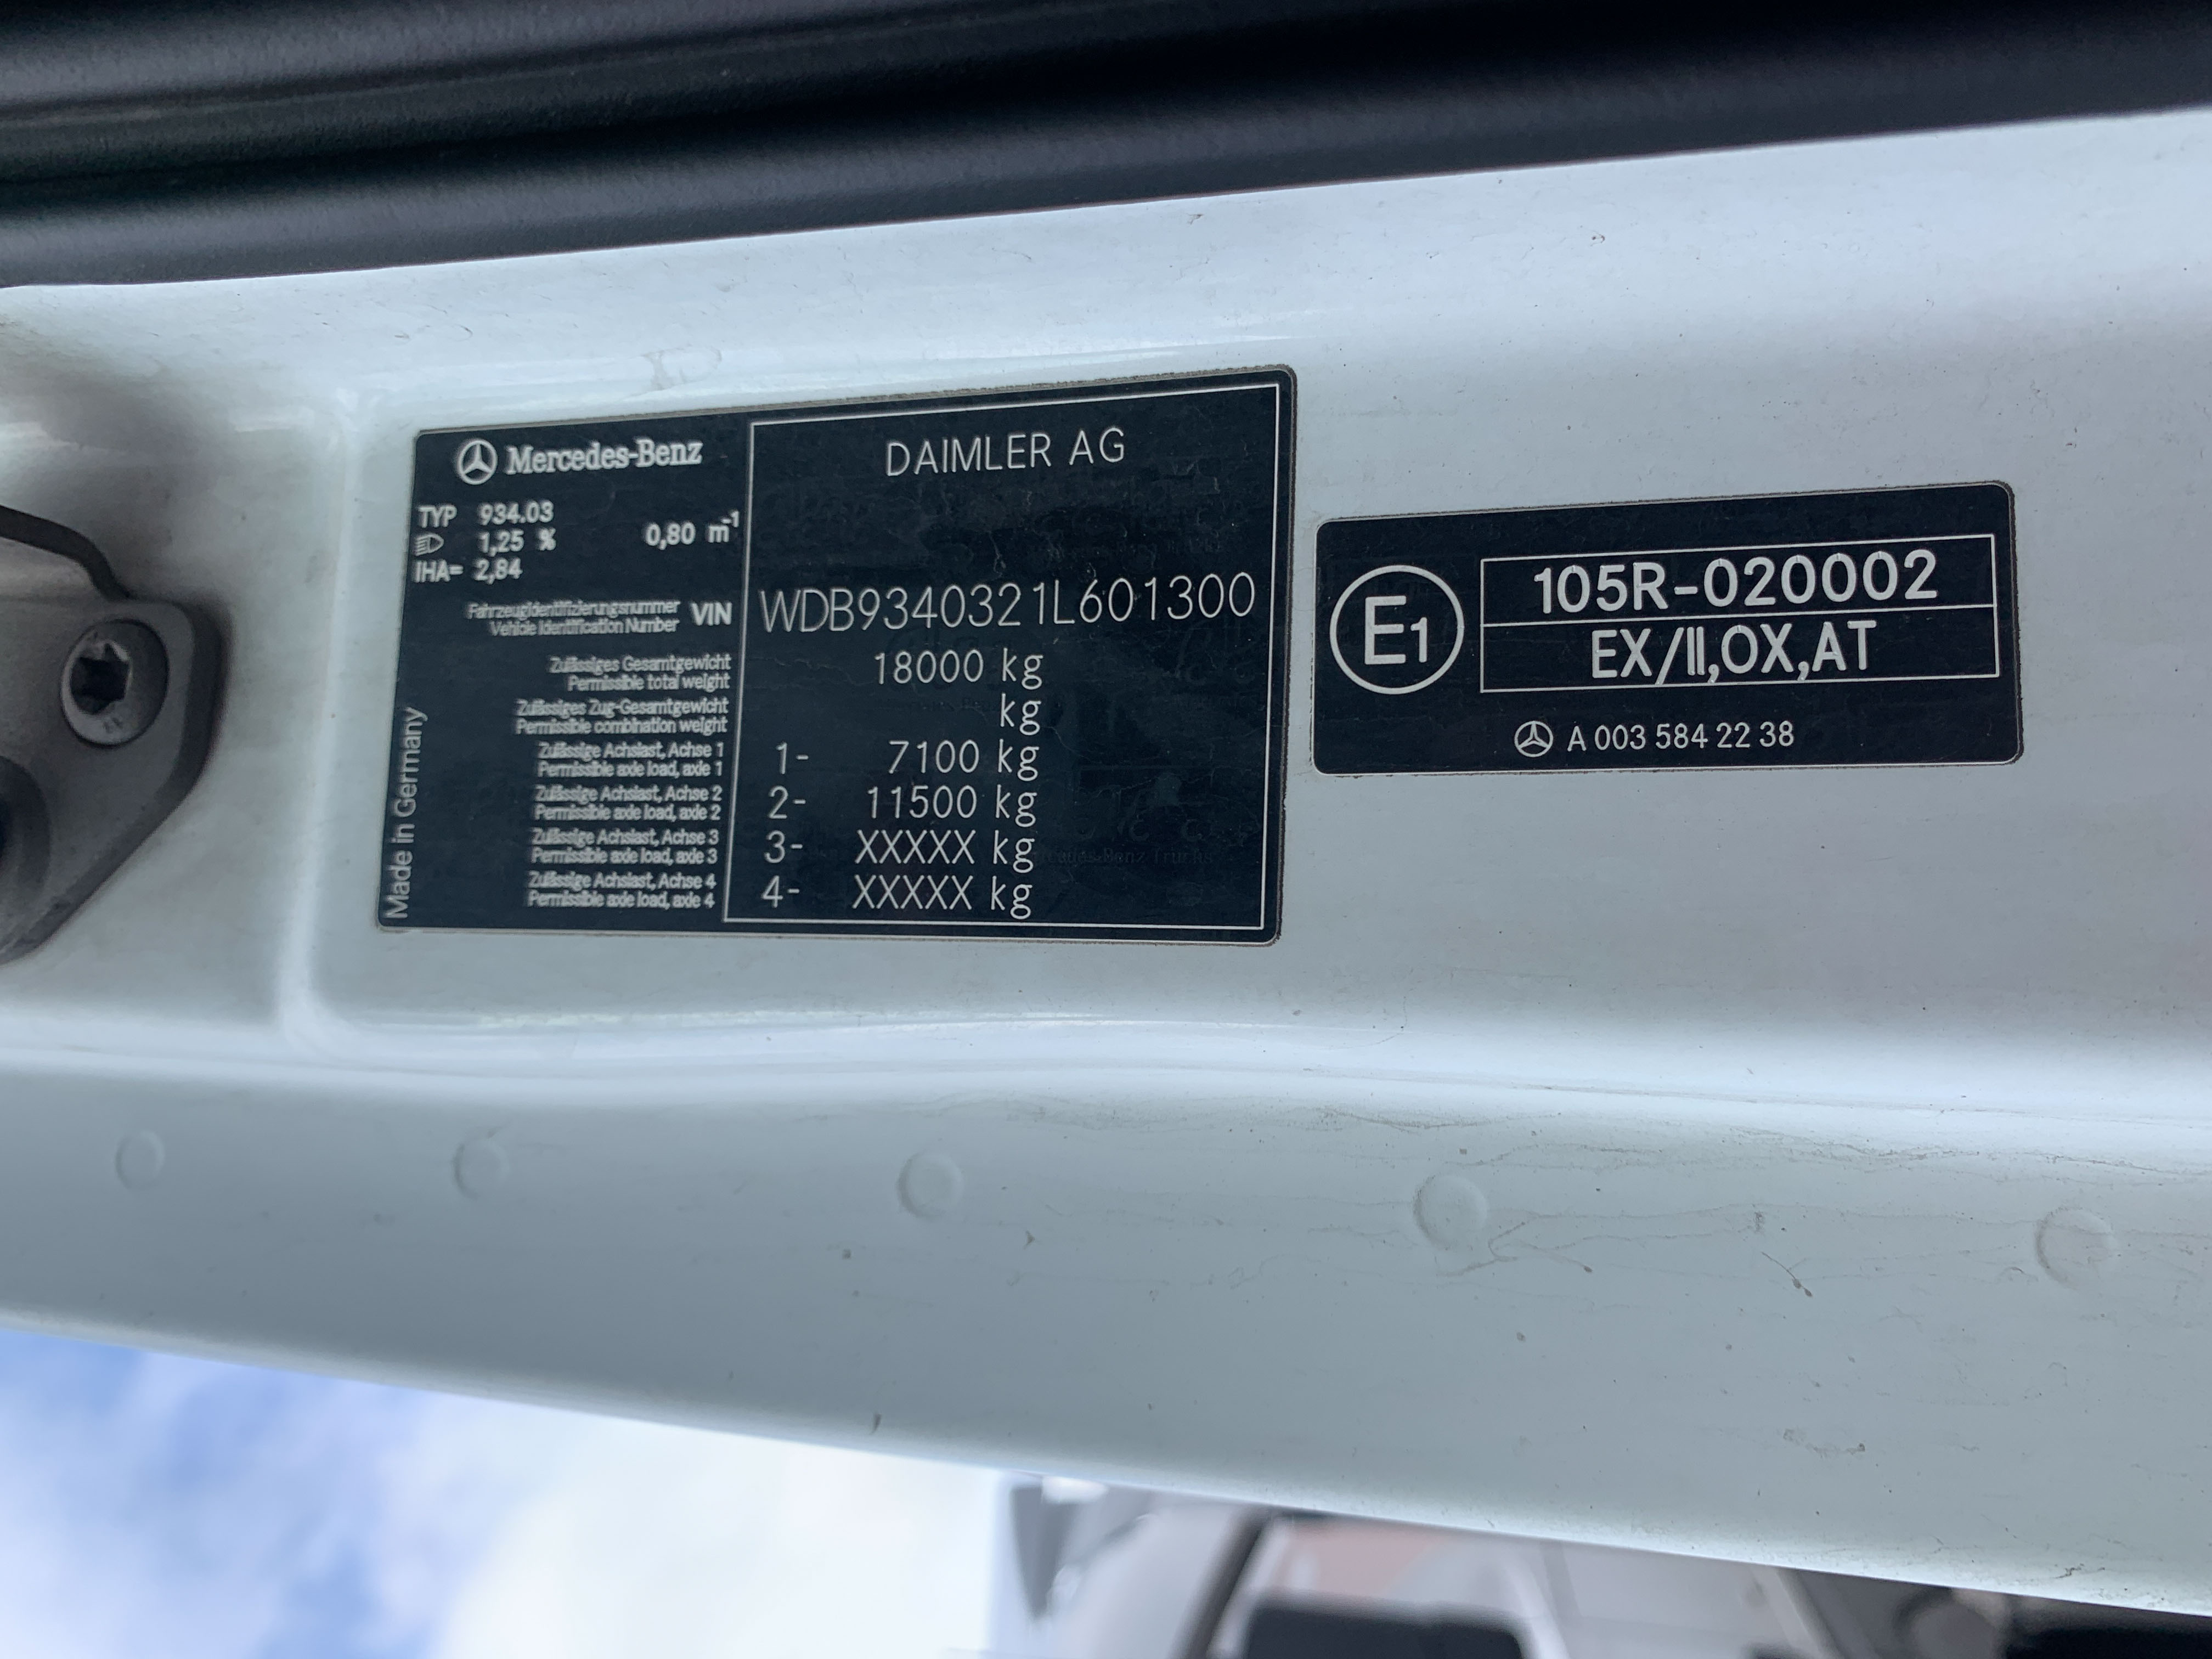 Mercedes-Benz
DAIMLER AG
TYP 934.03
1,25 % 0,80 m-1
IHA= 2,84
Fahrzeugidentifizierungsnummer
Vehicle Identification Number
VIN WDB9340321L601300
Zulässiges Gesamtgewicht
Permissible total weight
18000 kg
Zulässiges Zug-Gesamtgewicht
Permissible combination weight
kg
Zulässige Achslast, Achse 1
Permissible axle load, axle 1
1- 7100 kg
Zulässige Achslast, Achse 2
Permissible axle load, axle 2
2- 11500 kg
Zulässige Achslast, Achse 3
Permissible axle load, axle 3
3- XXXXX kg
Zulässige Achslast, Achse 4
Permissible axle load, axle 4
4- XXXXX kg
Made in Germany
E1
105R-020002
EX/II,OX,AT
A 003 584 22 38